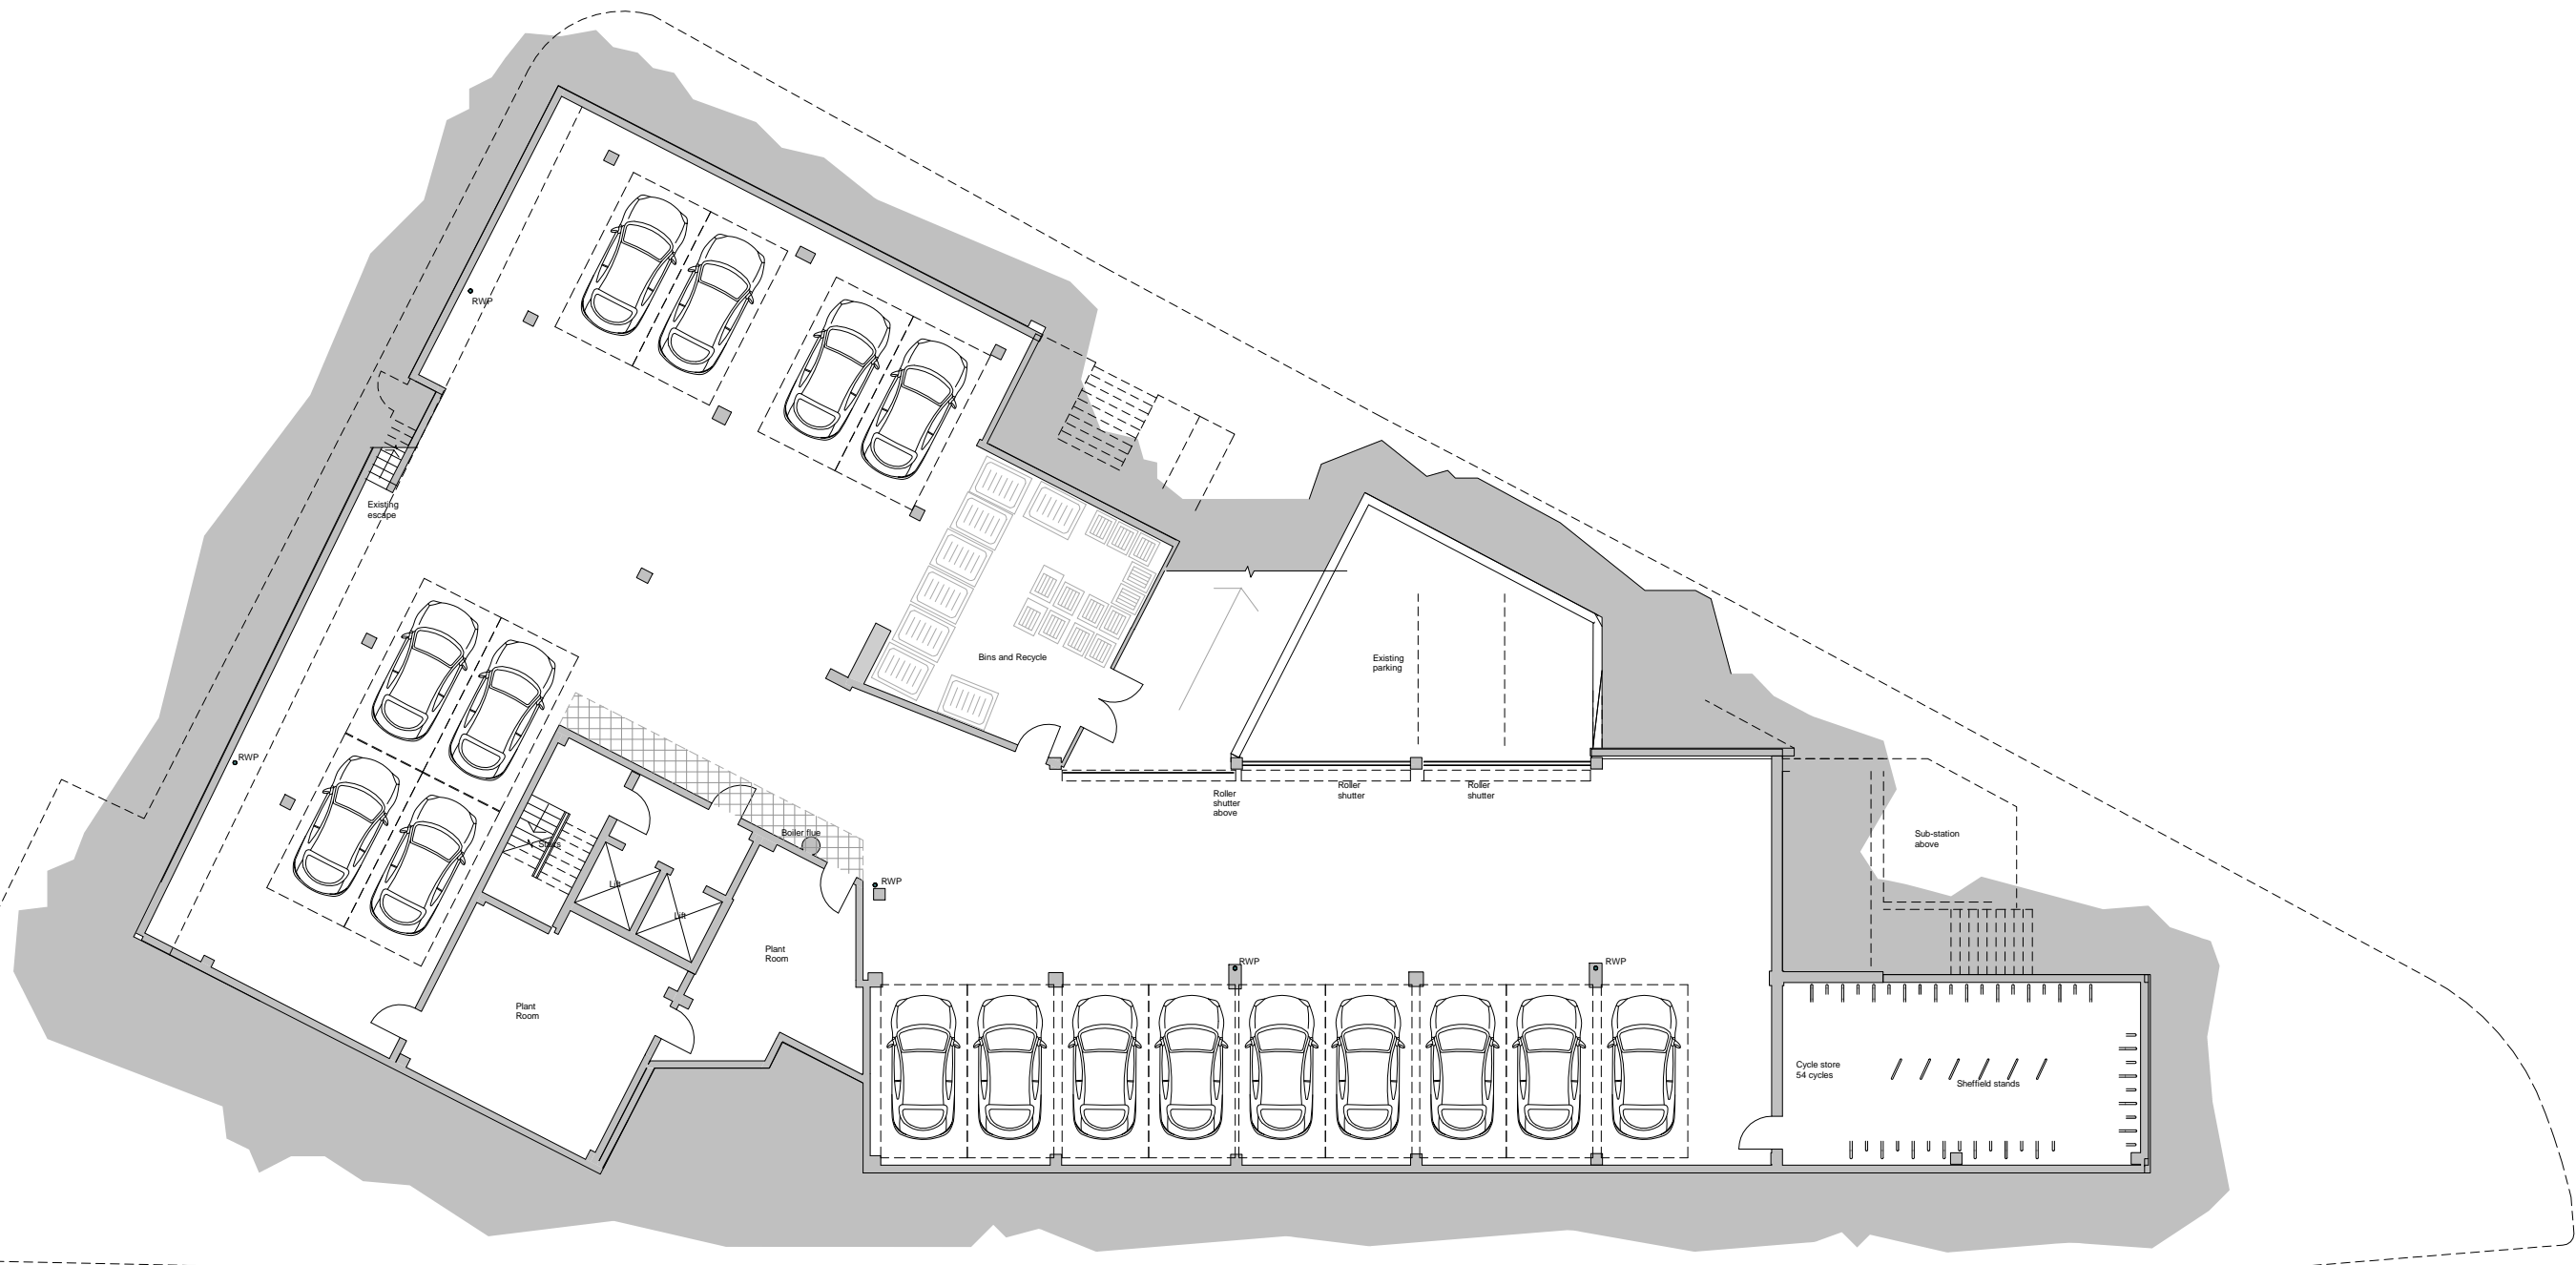 RWP
Existing
escape
Bins and Recycle
Existing
parking
RWP
Roller
shutter
above
Roller
shutter
Roller
shutter
Boiler flue
Stairs
Sub-station
above
Lift
RWP
Lift
Plant
Room
RWP
RWP
Plant
Room
Cycle store
54 cycles
Sheffield stands